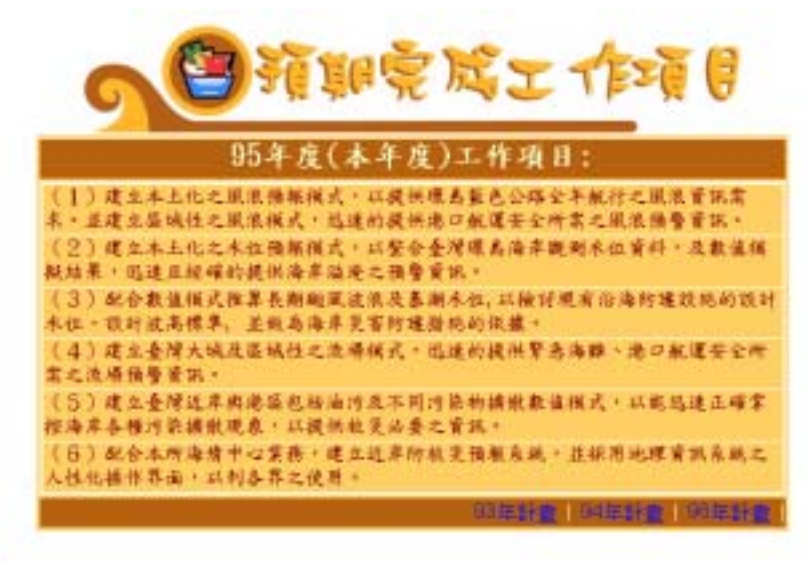 預期完成工作項目
95年度(本年度)工作項目:
(1)建立本土化之風浪預報模式，以提供環島藍色公路全年航行之風浪資訊需
求。並建立區域性之風浪模式，迅速的提供港口航運安全所需之風浪預警資訊。
(2)建立本土化之水位預報模式，以整合臺灣環島海岸觀測水位資料，及數值模
擬結果，迅速且經確的提供海岸溢淹之預警資訊。
(3)配合數值模式推算長期颱風波浪及暴潮水位,以檢討現有沿海防護設施的設計
水位、設計波高標準, 並做為海岸災害防護措施的依據。
(4)建立臺灣大域及區域性之流場模式，迅速的提供緊急海難、港口航運安全所
需之流場預警資訊。
(5)建立臺灣近岸與港區包括油污及不同污染物擴散數值模式，以能迅速正確掌
控海岸各種污染擴散現象，以提供救災必要之資訊。
(6)配合本所海情中心業務，建立近岸防救災預報系統，並採用地理資訊系統之
人性化操作界面，以利各界之使用。
93年計畫 | 94年計畫 | 96年計畫 |